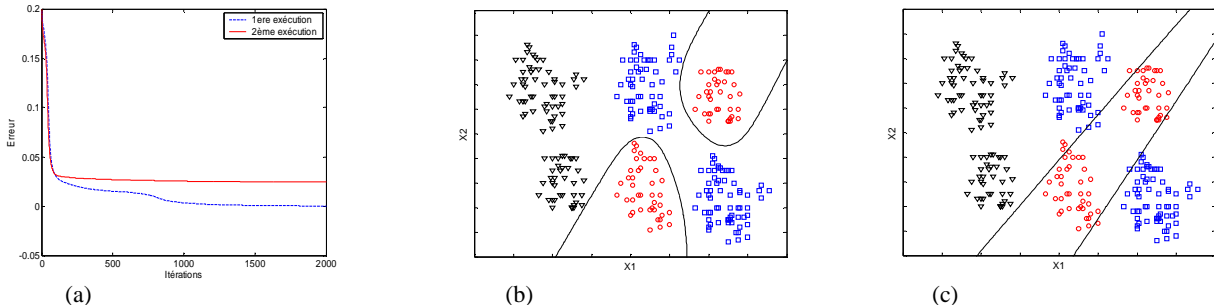 0.2
0.15
0.1
0.05
0
-0.05
Erreur
0
500
1000
1500
2000
Itérations
1ere exécution
2ème exécution
(a)
X2
X1
(b)
X2
X1
(c)